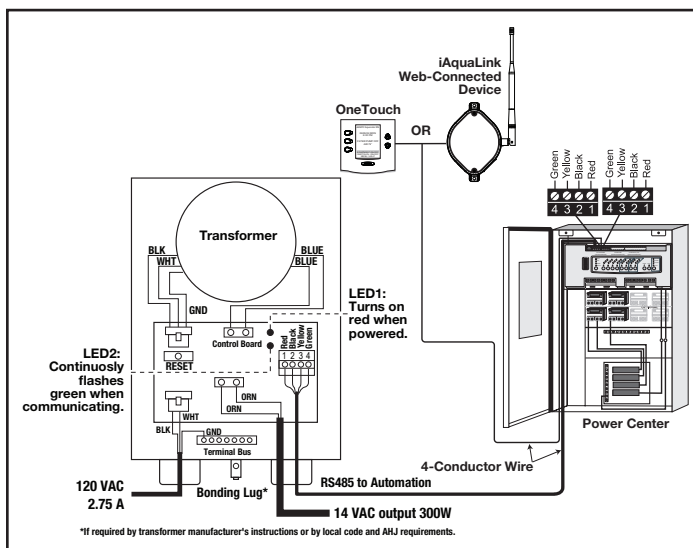 iAquaLink
Web-Connected
Device
OneTouch
OR
Green
Yellow
Black
Red
4 3 2 1
Green
Yellow
Black
Red
4 3 2 1
Transformer
BLK
WHT
BLUE
BLUE
GND
LED1:
Turns on
red when
powered.
LED2:
Continuosly
flashes
green when
communicating.
Control Board
RESET
Red
Black
Yellow
Green
1 2 3 4
ORN
ORN
WHT
BLK
GND
Terminal Bus
Power Center
4-Conductor Wire
RS485 to Automation
120 VAC
2.75 A
Bonding Lug*
14 VAC output 300W
*If required by transformer manufacturer's instructions or by local code and AHJ requirements.